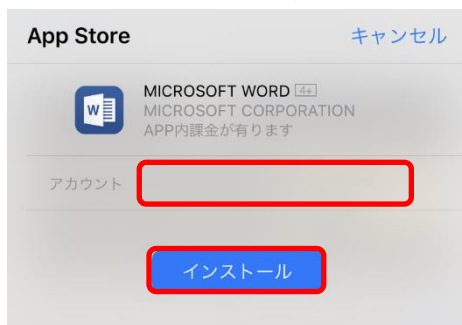 App Store
キャンセル
W
MICROSOFT WORD 4+
MICROSOFT CORPORATION
APP内課金が有ります
アカウント
インストール